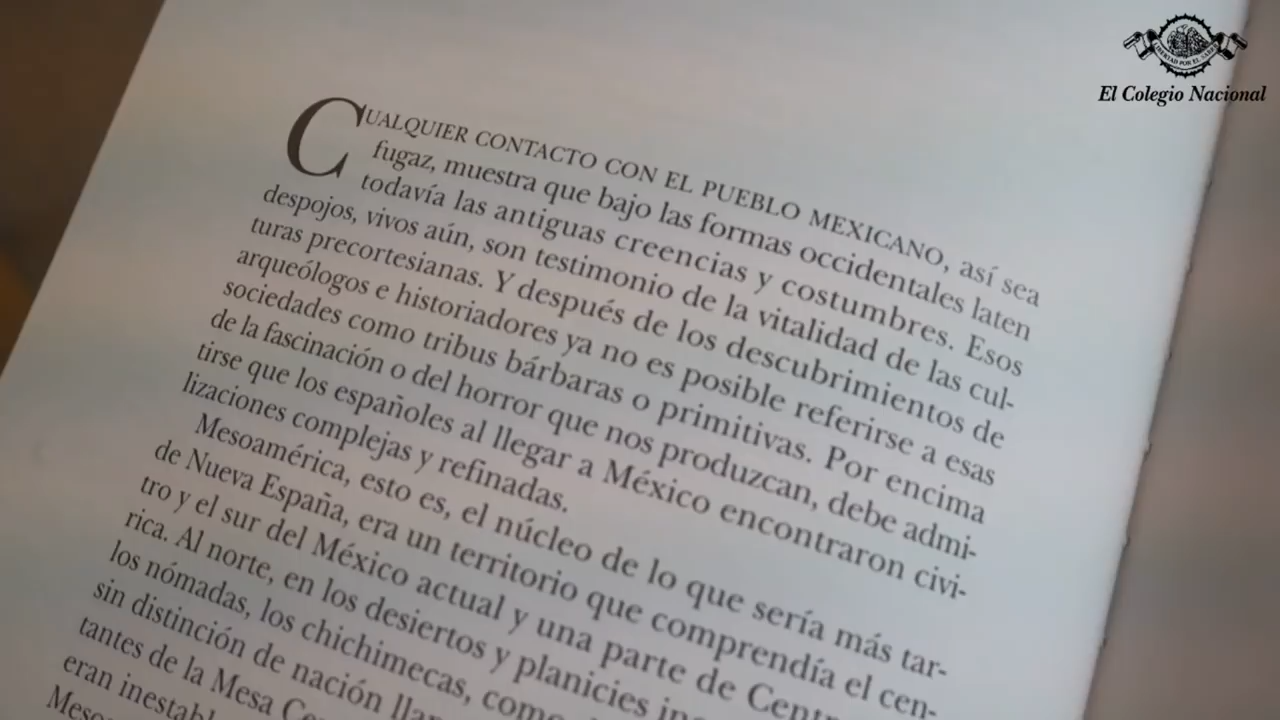 LIBERTAD POR EL SABER
El Colegio Nacional
CUALQUIER CONTACTO CON EL PUEBLO MEXICANO, así sea
fugaz, muestra que bajo las formas occidentales laten
todavía las antiguas creencias y costumbres. Esos
despojos, vivos aún, son testimonio de la vitalidad de las cul-
turas precortesianas. Y después de los descubrimientos de
arqueólogos e historiadores ya no es posible referirse a esas
sociedades como tribus bárbaras o primitivas. Por encima
de la fascinación o del horror que nos produzcan, debe admi-
tirse que los españoles al llegar a México encontraron civi-
lizaciones complejas y refinadas.
Mesoamérica, esto es, el núcleo de lo que sería más tar-
de Nueva España, era un territorio que comprendía el cen-
tro y el sur del México actual y una parte de
rica. Al norte, en los desiertos y planicies
los nómadas, los chichimecas,
sin distinción de nación
tantes de la Mesa
eran